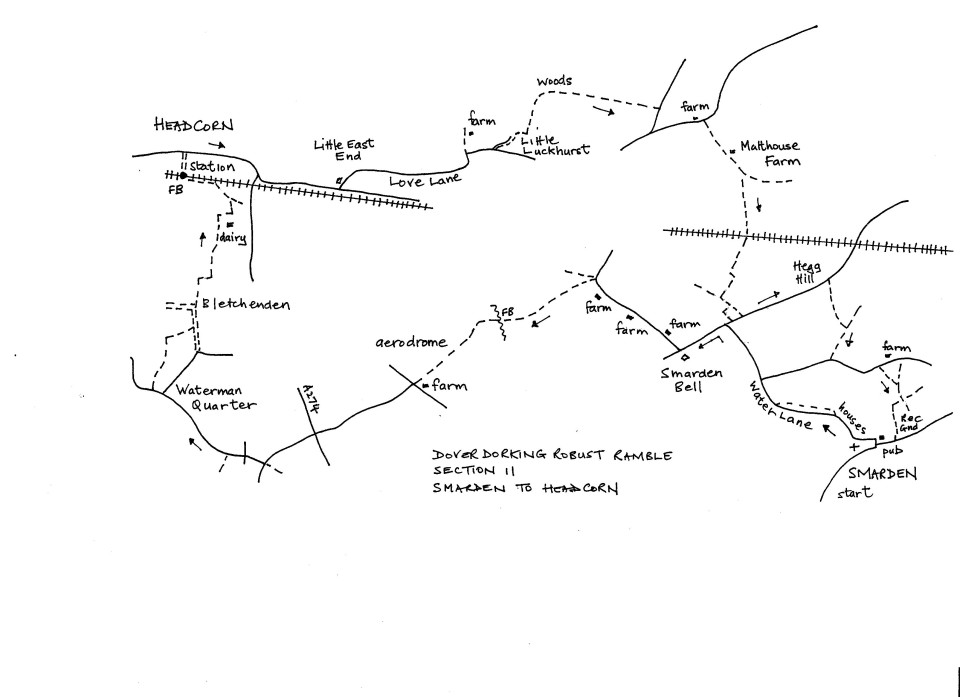 woods
HEADCORN
farm
farm
Little East
End
Little
Luckhurst
Malthouse
Farm
Station
FB
Love Lane
dairy
Hegg
Hill
Bletchenden
FB
farm
farm
farm
aerodrome
farm
Smarden
Bell
farm
Waterman
Quarter
A274
Water Lane
houses
Rec
Gnd
pub
DOVER DORKING ROBUST RAMBLE
SECTION 11
SMARDEN TO HEADCORN
SMARDEN
start